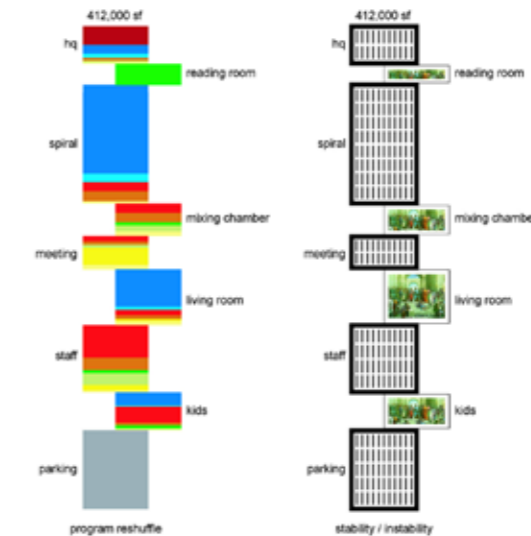 412,000 sf
hq
reading room
spiral
mixing chamber
meeting
living room
staff
kids
parking
program reshuffle
412,000 sf
hq
reading room
spiral
mixing chambe
meeting
living room
staff
kids
parking
stability / instability